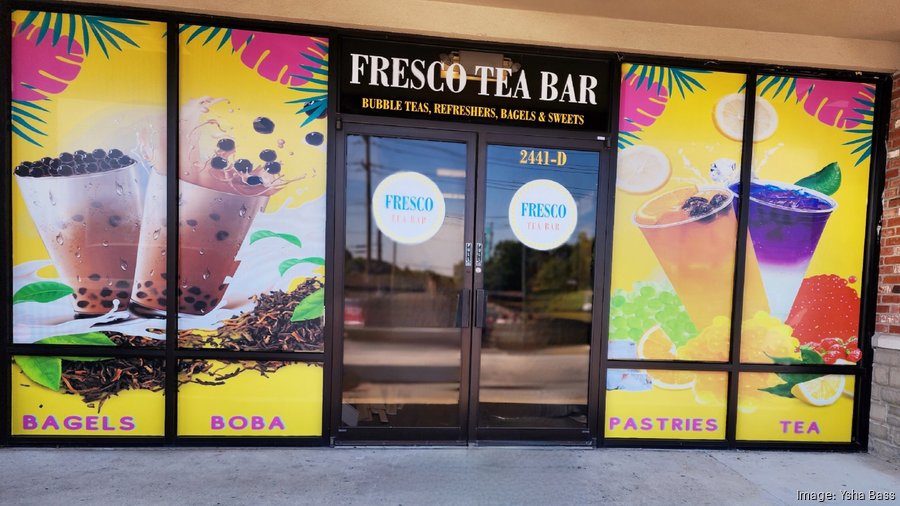 FRESCO TEA BAR
BUBBLE TEAS, REFRESHERS, BAGELS & SWEETS
2441-D
FRESCO
TEA BAR
FRESCO
TEA BAR
BAGELS
BOBA
PASTRIES
TEA
Image: Ysha Bass